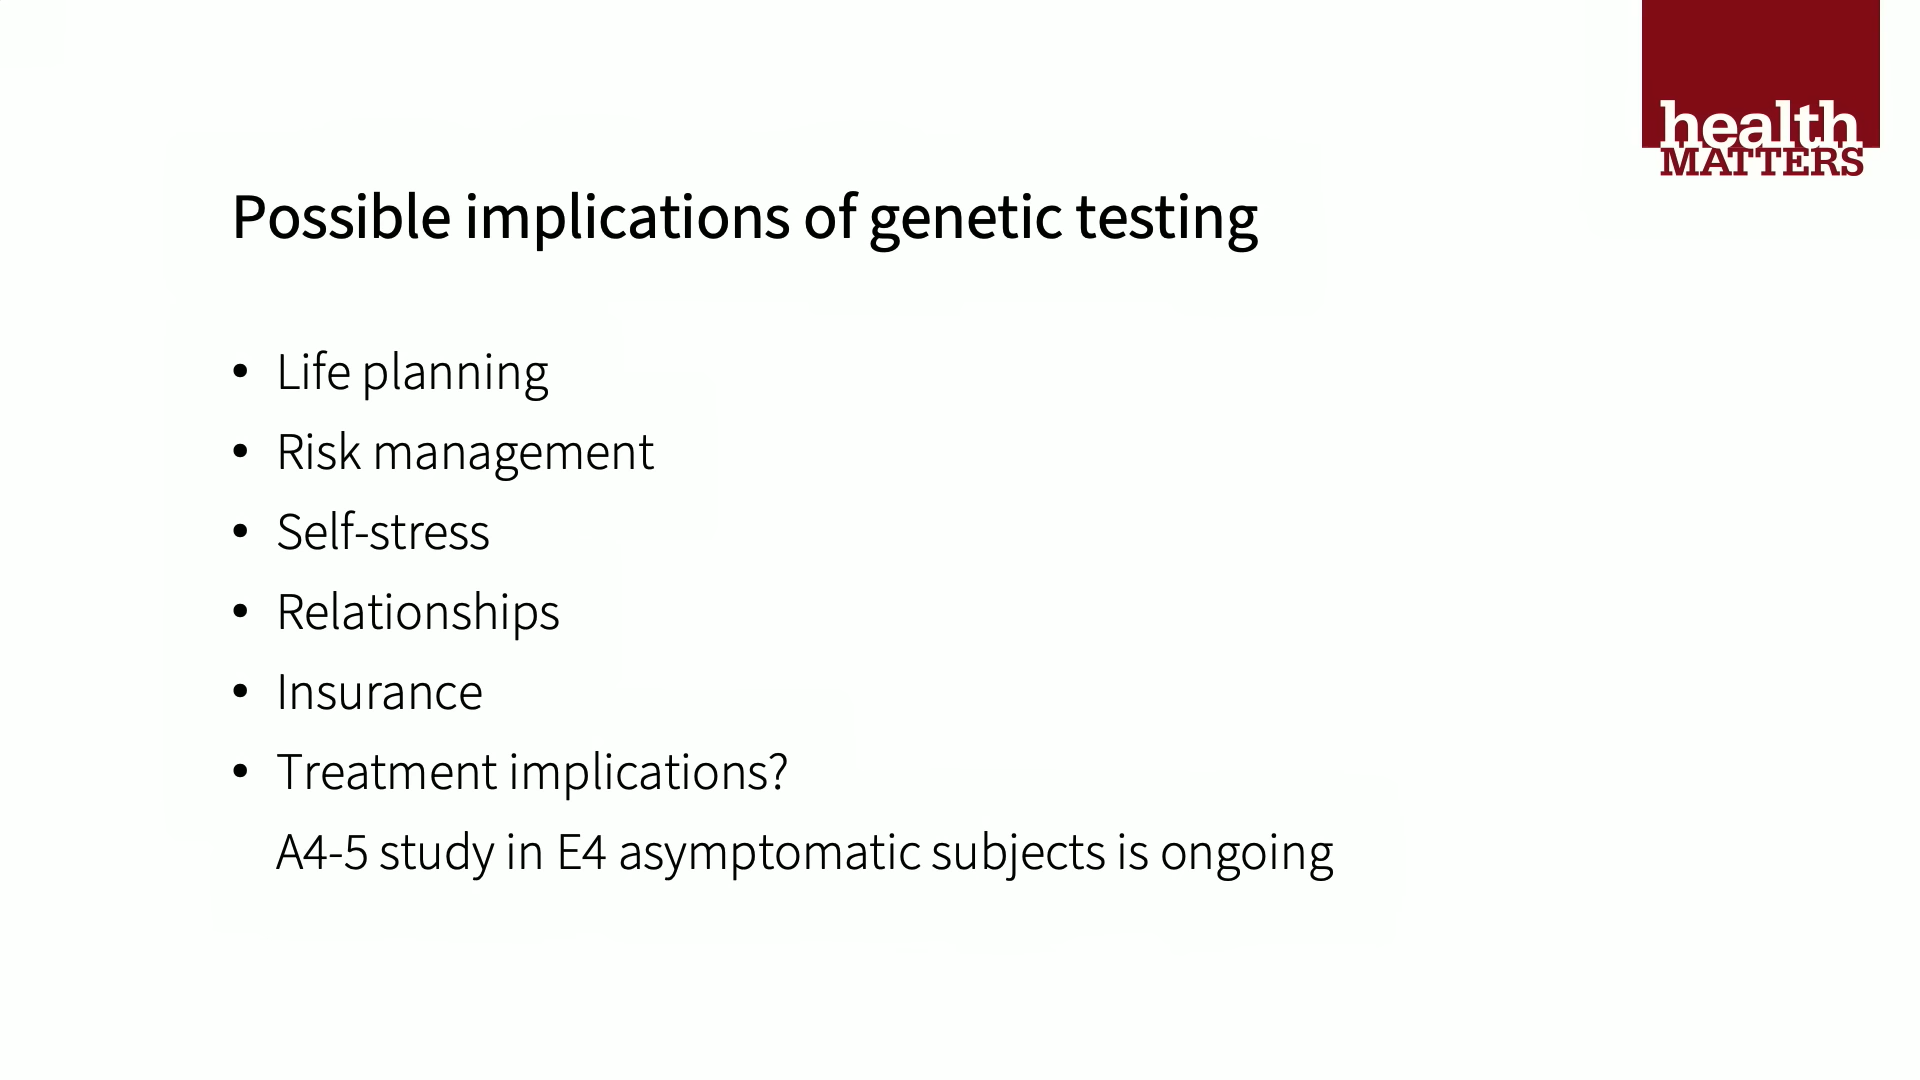 health
MATTERS
Possible implications of genetic testing
• Life planning
• Risk management
• Self-stress
• Relationships
• Insurance
• Treatment implications?
A4-5 study in E4 asymptomatic subjects is ongoing